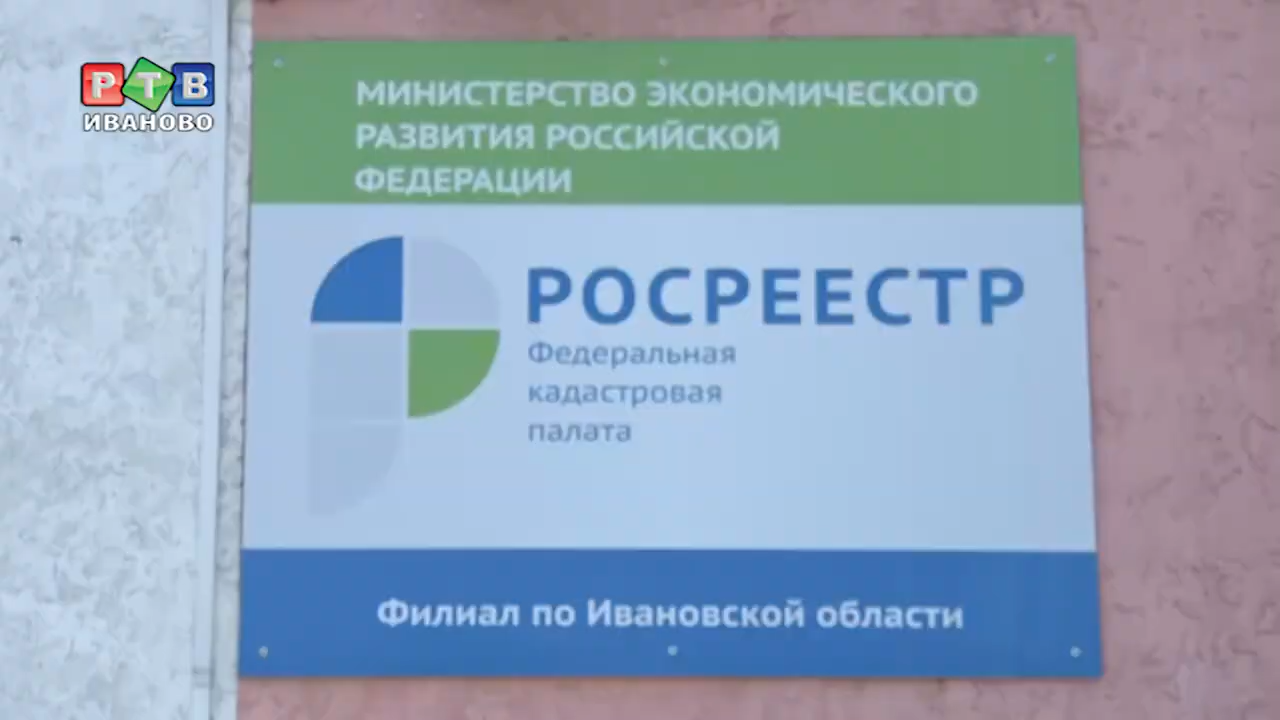 РТВ
ИВАНОВО
МИНИСТЕРСТВО ЭКОНОМИЧЕСКОГО
РАЗВИТИЯ РОССИЙСКОЙ
ФЕДЕРАЦИИ
РОСРЕЕСТР
Федеральная
кадастровая
палата
Филиал по Ивановской области